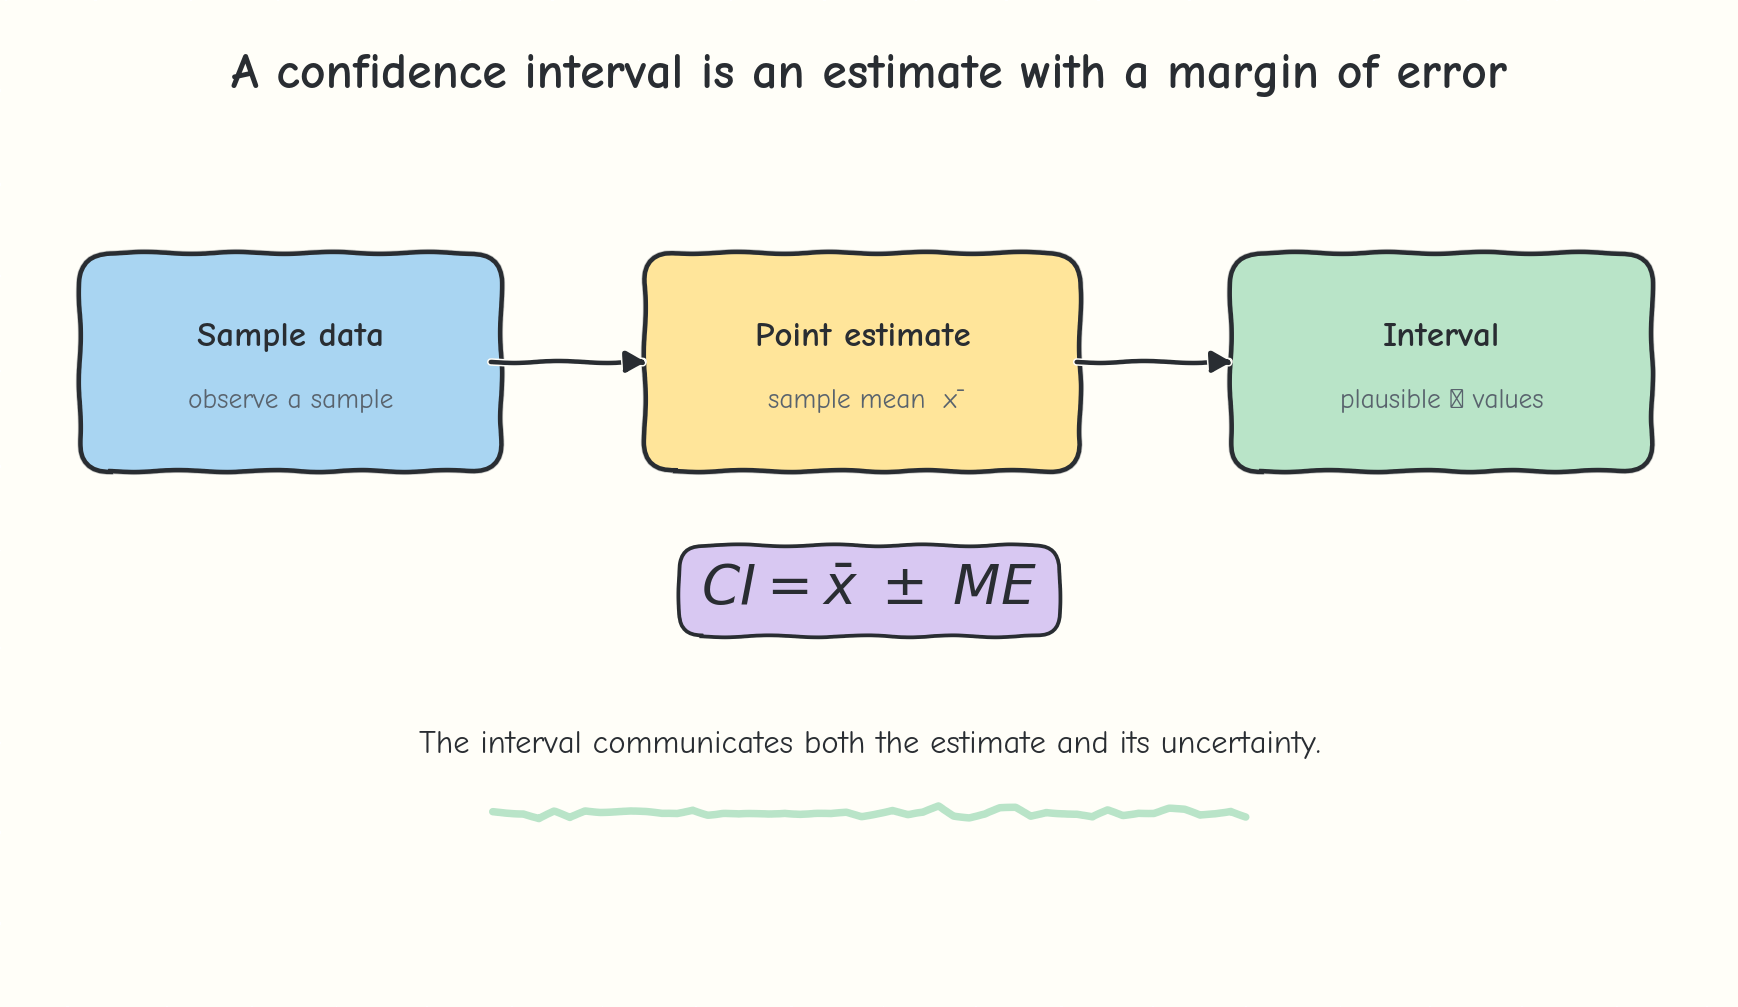 A confidence interval is an estimate with a margin of error
Sample data
observe a sample
Point estimate
sample mean x̄
Interval
plausible values
CI = x̄ ± ME
The interval communicates both the estimate and its uncertainty.